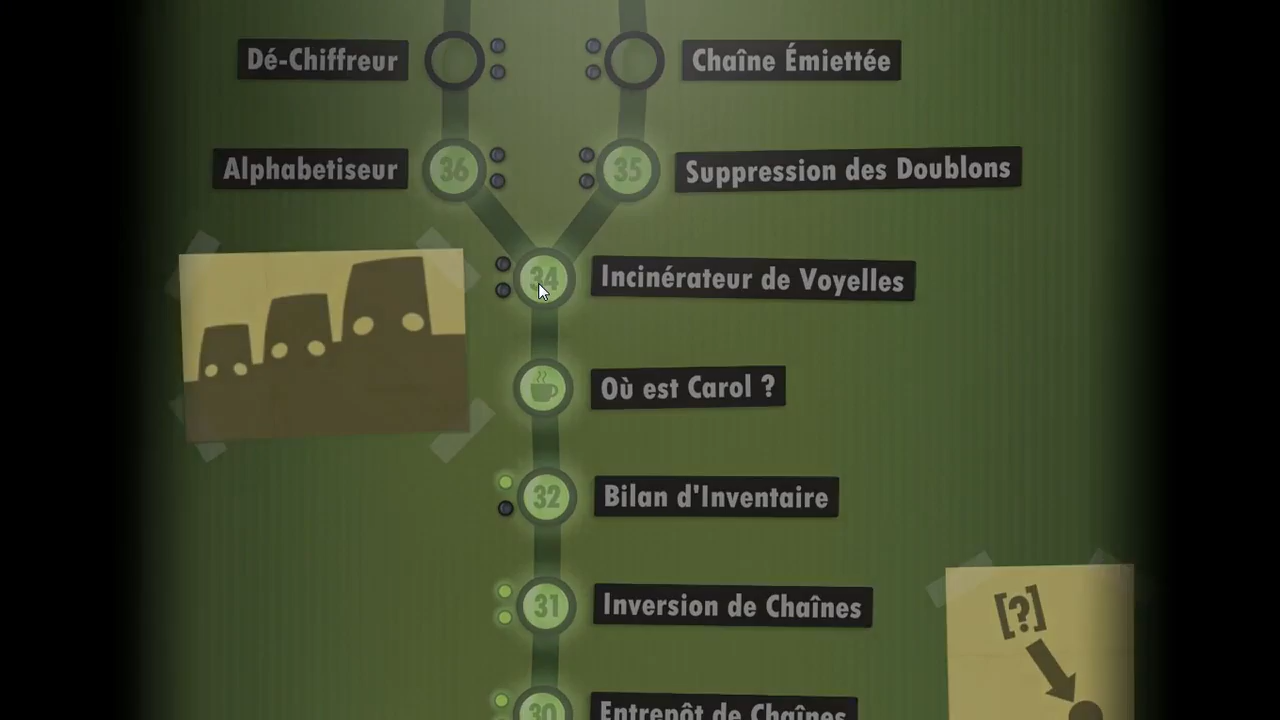 Dé-Chiffreur
Chaîne Émiettée
Alphabetiseur
36
35
Suppression des Doublons
34
Incinérateur de Voyelles
Où est Carol ?
32
Bilan d'Inventaire
31
Inversion de Chaînes
[?]
30
Entrepôt de Chaînes